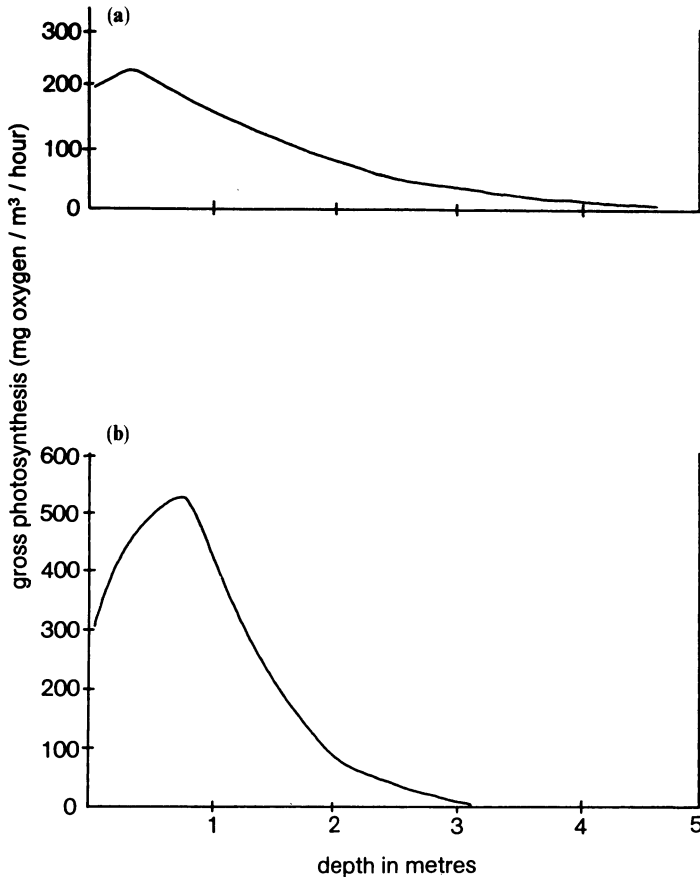 (a)
300
200
100
0
gross photosynthesis (mg oxygen / m³ / hour)
(b)
600
500
400
300
200
100
0
1 2 3 4 5
depth in metres